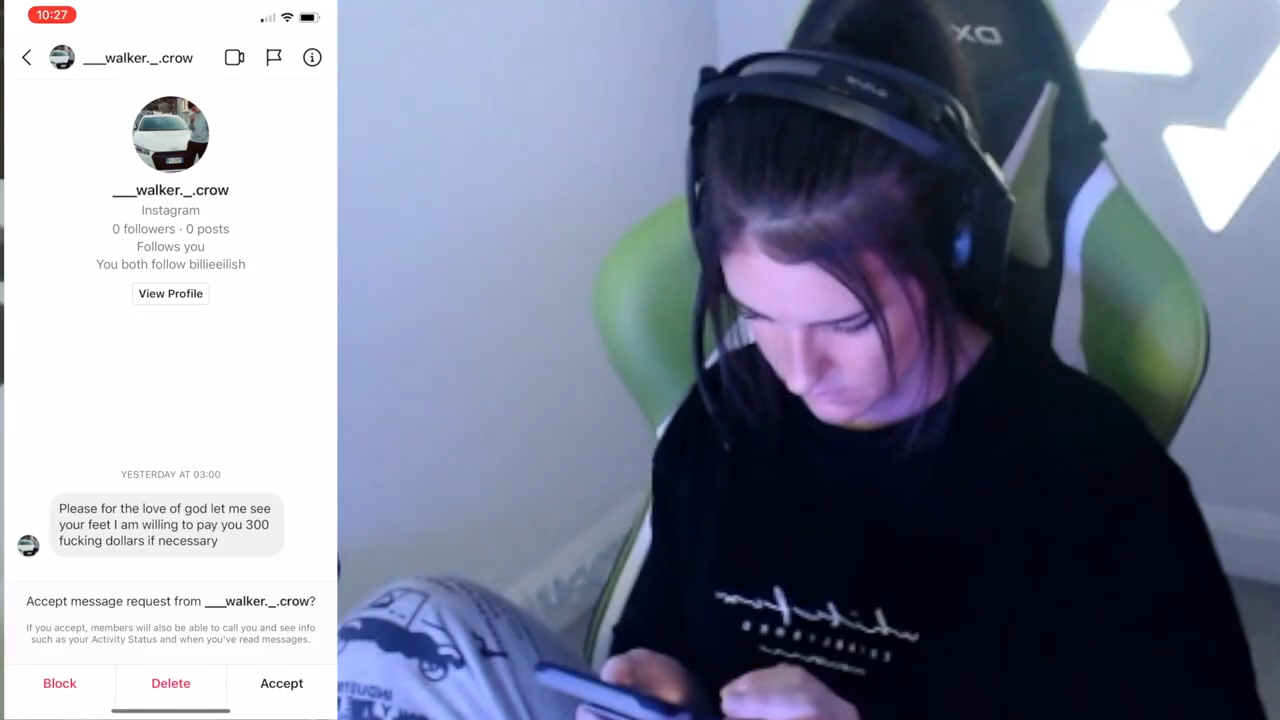 10:27
___walker._.crow
___walker._.crow
Instagram
0 followers · 0 posts
Follows you
You both follow billieeilish
View Profile
YESTERDAY AT 03:00
Please for the love of god let me see
your feet I am willing to pay you 300
fucking dollars if necessary
Accept message request from ___walker._.crow?
If you accept, members will also be able to call you and see info
such as your Activity Status and when you've read messages.
Block
Delete
Accept